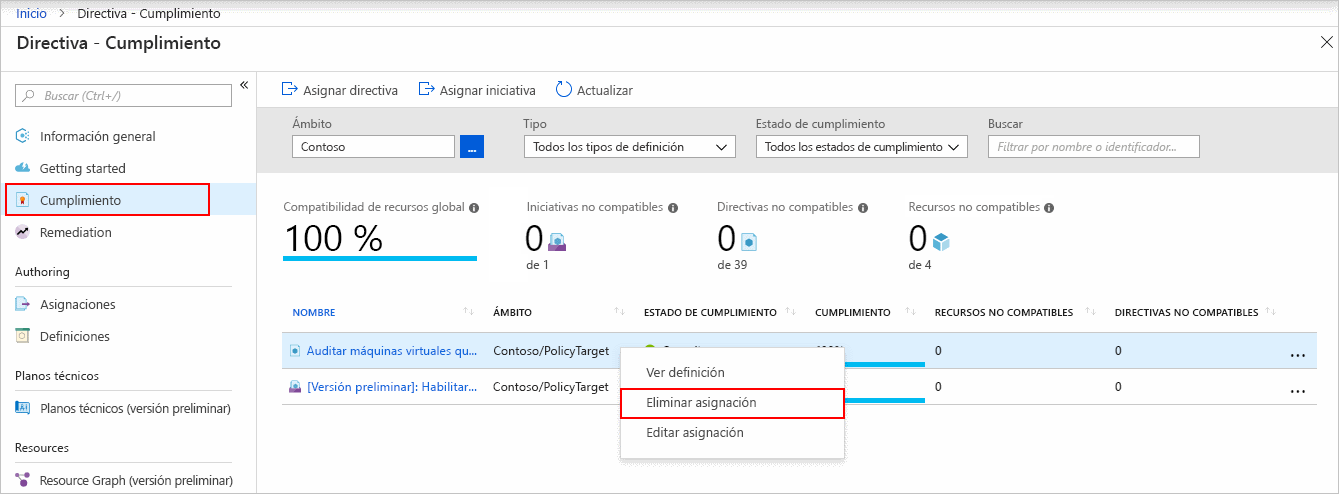 Inicio > Directiva - Cumplimiento
Directiva - Cumplimiento
Buscar (Ctrl+/)
Información general
Getting started
Cumplimiento
Remediation
Authoring
Asignaciones
Definiciones
Planos técnicos
Planos técnicos (versión preliminar)
Resources
Resource Graph (versión preliminar)
Asignar directiva Asignar iniciativa Actualizar
Ámbito Tipo Estado de cumplimiento Buscar
Contoso ... Todos los tipos de definición Todos los estados de cumplimiento Filtrar por nombre o identificador...
Compatibilidad de recursos global Iniciativas no compatibles Directivas no compatibles Recursos no compatibles
100 % 0 0 0
de 1 de 39 de 4
NOMBRE ÁMBITO ESTADO DE CUMPLIMIENTO CUMPLIMIENTO RECURSOS NO COMPATIBLES DIRECTIVAS NO COMPATIBLES
Auditar máquinas virtuales qu... Contoso/PolicyTarget 0 0 ...
[Versión preliminar]: Habilitar... Contoso/PolicyTarget 0 0 ...
Ver definición
Eliminar asignación
Editar asignación